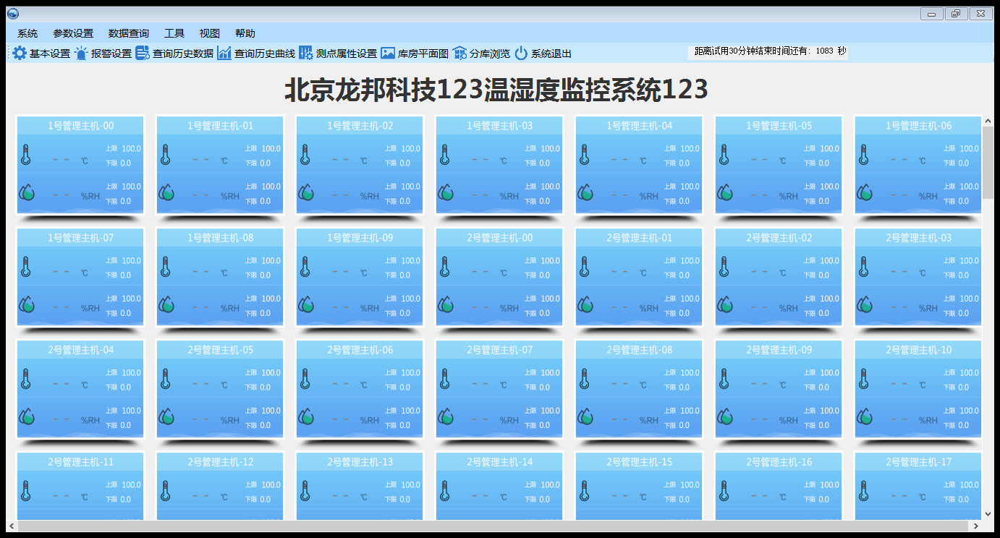 系统 参数设置 数据查询 工具 视图 帮助
基本设置 报警设置 查询历史数据 查询历史曲线 测点属性设置 库房平面图 分库浏览 系统退出 距离试用30分钟结束时间还有: 1083 秒
北京龙邦科技123温湿度监控系统123
1号管理主机-00 1号管理主机-01 1号管理主机-02 1号管理主机-03 1号管理主机-04 1号管理主机-05 1号管理主机-06
上限 100.0 上限 100.0 上限 100.0 上限 100.0 上限 100.0 上限 100.0 上限 100.0
-- ℃ -- ℃ -- ℃ -- ℃ -- ℃ -- ℃ -- ℃
下限 0.0 下限 0.0 下限 0.0 下限 0.0 下限 0.0 下限 0.0 下限 0.0
上限 100.0 上限 100.0 上限 100.0 上限 100.0 上限 100.0 上限 100.0 上限 100.0
-- %RH -- %RH -- %RH -- %RH -- %RH -- %RH -- %RH
下限 0.0 下限 0.0 下限 0.0 下限 0.0 下限 0.0 下限 0.0 下限 0.0
1号管理主机-07 1号管理主机-08 1号管理主机-09 2号管理主机-00 2号管理主机-01 2号管理主机-02 2号管理主机-03
上限 100.0 上限 100.0 上限 100.0 上限 100.0 上限 100.0 上限 100.0 上限 100.0
-- ℃ -- ℃ -- ℃ -- ℃ -- ℃ -- ℃ -- ℃
下限 0.0 下限 0.0 下限 0.0 下限 0.0 下限 0.0 下限 0.0 下限 0.0
上限 100.0 上限 100.0 上限 100.0 上限 100.0 上限 100.0 上限 100.0 上限 100.0
-- %RH -- %RH -- %RH -- %RH -- %RH -- %RH -- %RH
下限 0.0 下限 0.0 下限 0.0 下限 0.0 下限 0.0 下限 0.0 下限 0.0
2号管理主机-04 2号管理主机-05 2号管理主机-06 2号管理主机-07 2号管理主机-08 2号管理主机-09 2号管理主机-10
上限 100.0 上限 100.0 上限 100.0 上限 100.0 上限 100.0 上限 100.0 上限 100.0
-- ℃ -- ℃ -- ℃ -- ℃ -- ℃ -- ℃ -- ℃
下限 0.0 下限 0.0 下限 0.0 下限 0.0 下限 0.0 下限 0.0 下限 0.0
上限 100.0 上限 100.0 上限 100.0 上限 100.0 上限 100.0 上限 100.0 上限 100.0
-- %RH -- %RH -- %RH -- %RH -- %RH -- %RH -- %RH
下限 0.0 下限 0.0 下限 0.0 下限 0.0 下限 0.0 下限 0.0 下限 0.0
2号管理主机-11 2号管理主机-12 2号管理主机-13 2号管理主机-14 2号管理主机-15 2号管理主机-16 2号管理主机-17
上限 100.0 上限 100.0 上限 100.0 上限 100.0 上限 100.0 上限 100.0 上限 100.0
-- ℃ -- ℃ -- ℃ -- ℃ -- ℃ -- ℃ -- ℃
下限 0.0 下限 0.0 下限 0.0 下限 0.0 下限 0.0 下限 0.0 下限 0.0